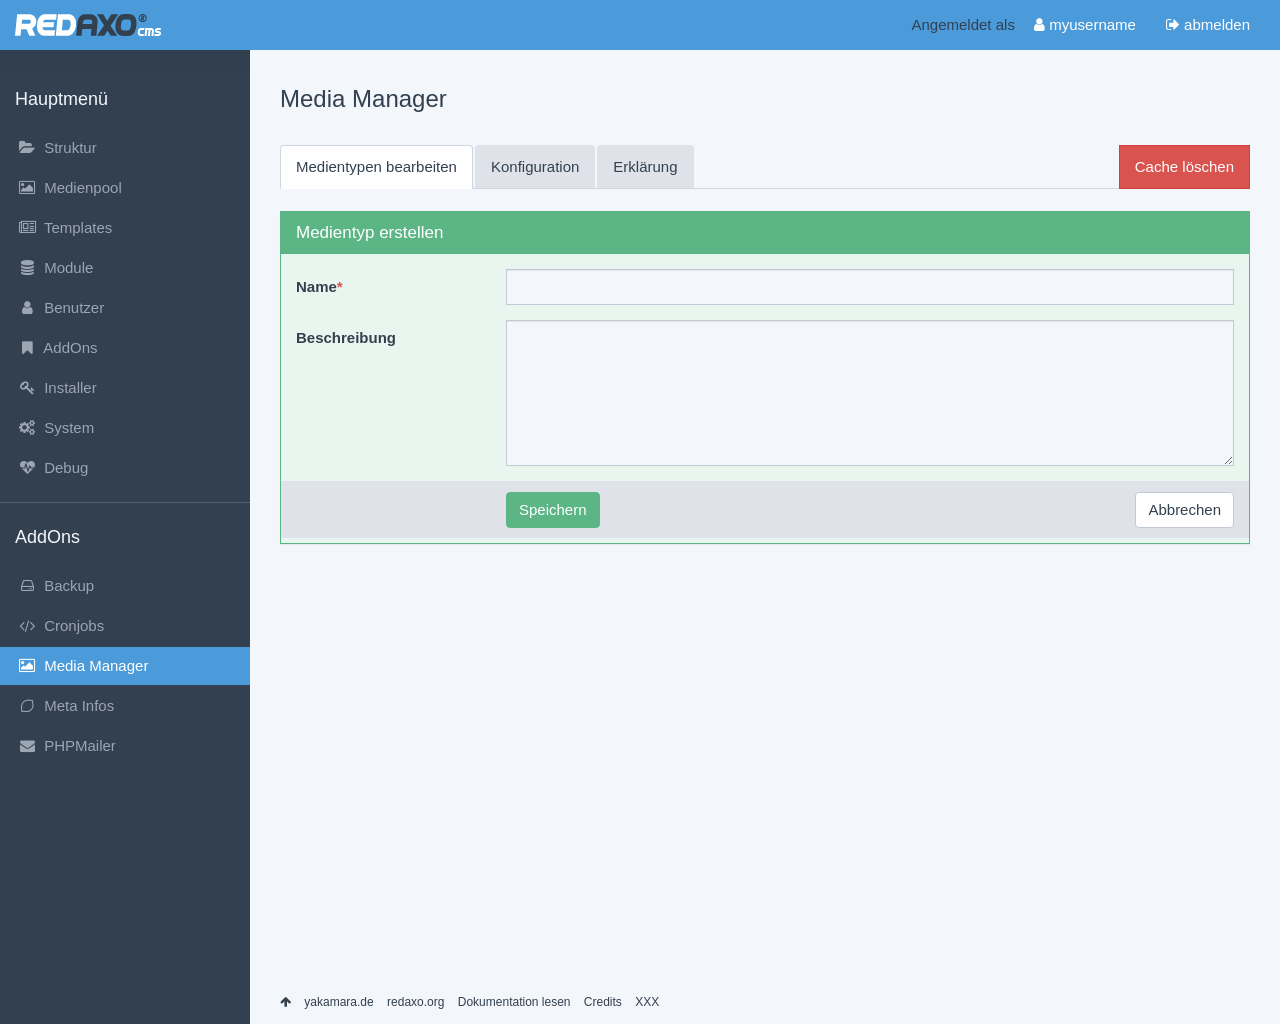 REDAXO® cms
Angemeldet als myusername abmelden
Hauptmenü
Struktur
Medienpool
Templates
Module
Benutzer
AddOns
Installer
System
Debug
AddOns
Backup
Cronjobs
Media Manager
Meta Infos
PHPMailer
Media Manager
Medientypen bearbeiten Konfiguration Erklärung Cache löschen
Medientyp erstellen
Name*
Beschreibung
Speichern Abbrechen
yakamara.de redaxo.org Dokumentation lesen Credits XXX